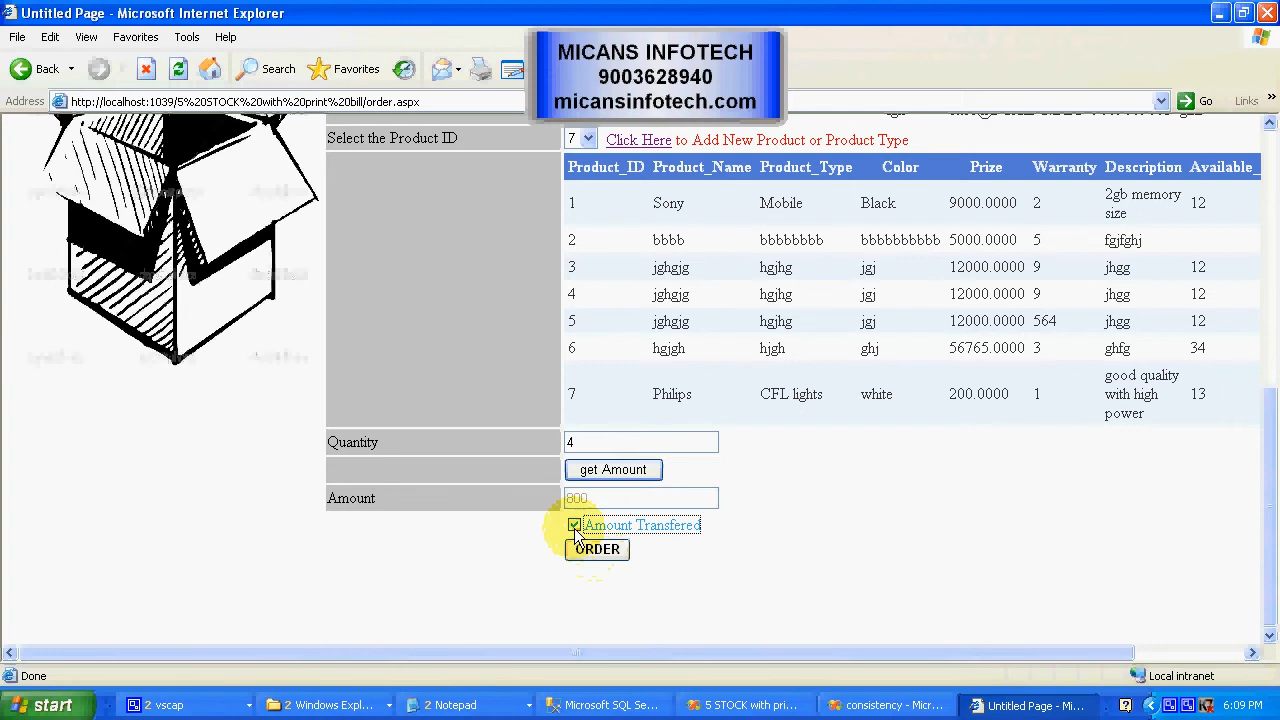 Untitled Page - Microsoft Internet Explorer
File Edit View Favorites Tools Help
Back Search Favorites
MICANS INFOTECH
9003628940
micansinfotech.com
Address http://localhost:1039/5%20STOCK%20with%20print%20bill/order.aspx Go Links »
Select the Product ID 7 Click Here to Add New Product or Product Type
Product_ID Product_Name Product_Type Color Prize Warranty Description Available_
1 Sony Mobile Black 9000.0000 2 2gb memory size 12
2 bbbb bbbbbbbb bbbbbbbbbb 5000.0000 5 fgjfghj
3 jghgjg hgjhg jgj 12000.0000 9 jhgg 12
4 jghgjg hgjhg jgj 12000.0000 9 jhgg 12
5 jghgjg hgjhg jgj 12000.0000 564 jhgg 12
6 hgjgh hjgh ghj 56765.0000 3 ghfg 34
7 Philips CFL lights white 200.0000 1 good quality with high power 13
Quantity 4
get Amount
Amount 800
Amount Transfered
ORDER
Done Local intranet
start 2 vscap 2 Windows Expl... 2 Notepad Microsoft SQL Se... 5 STOCK with pri... consistency - Micros... Untitled Page - Mi... 6:09 PM